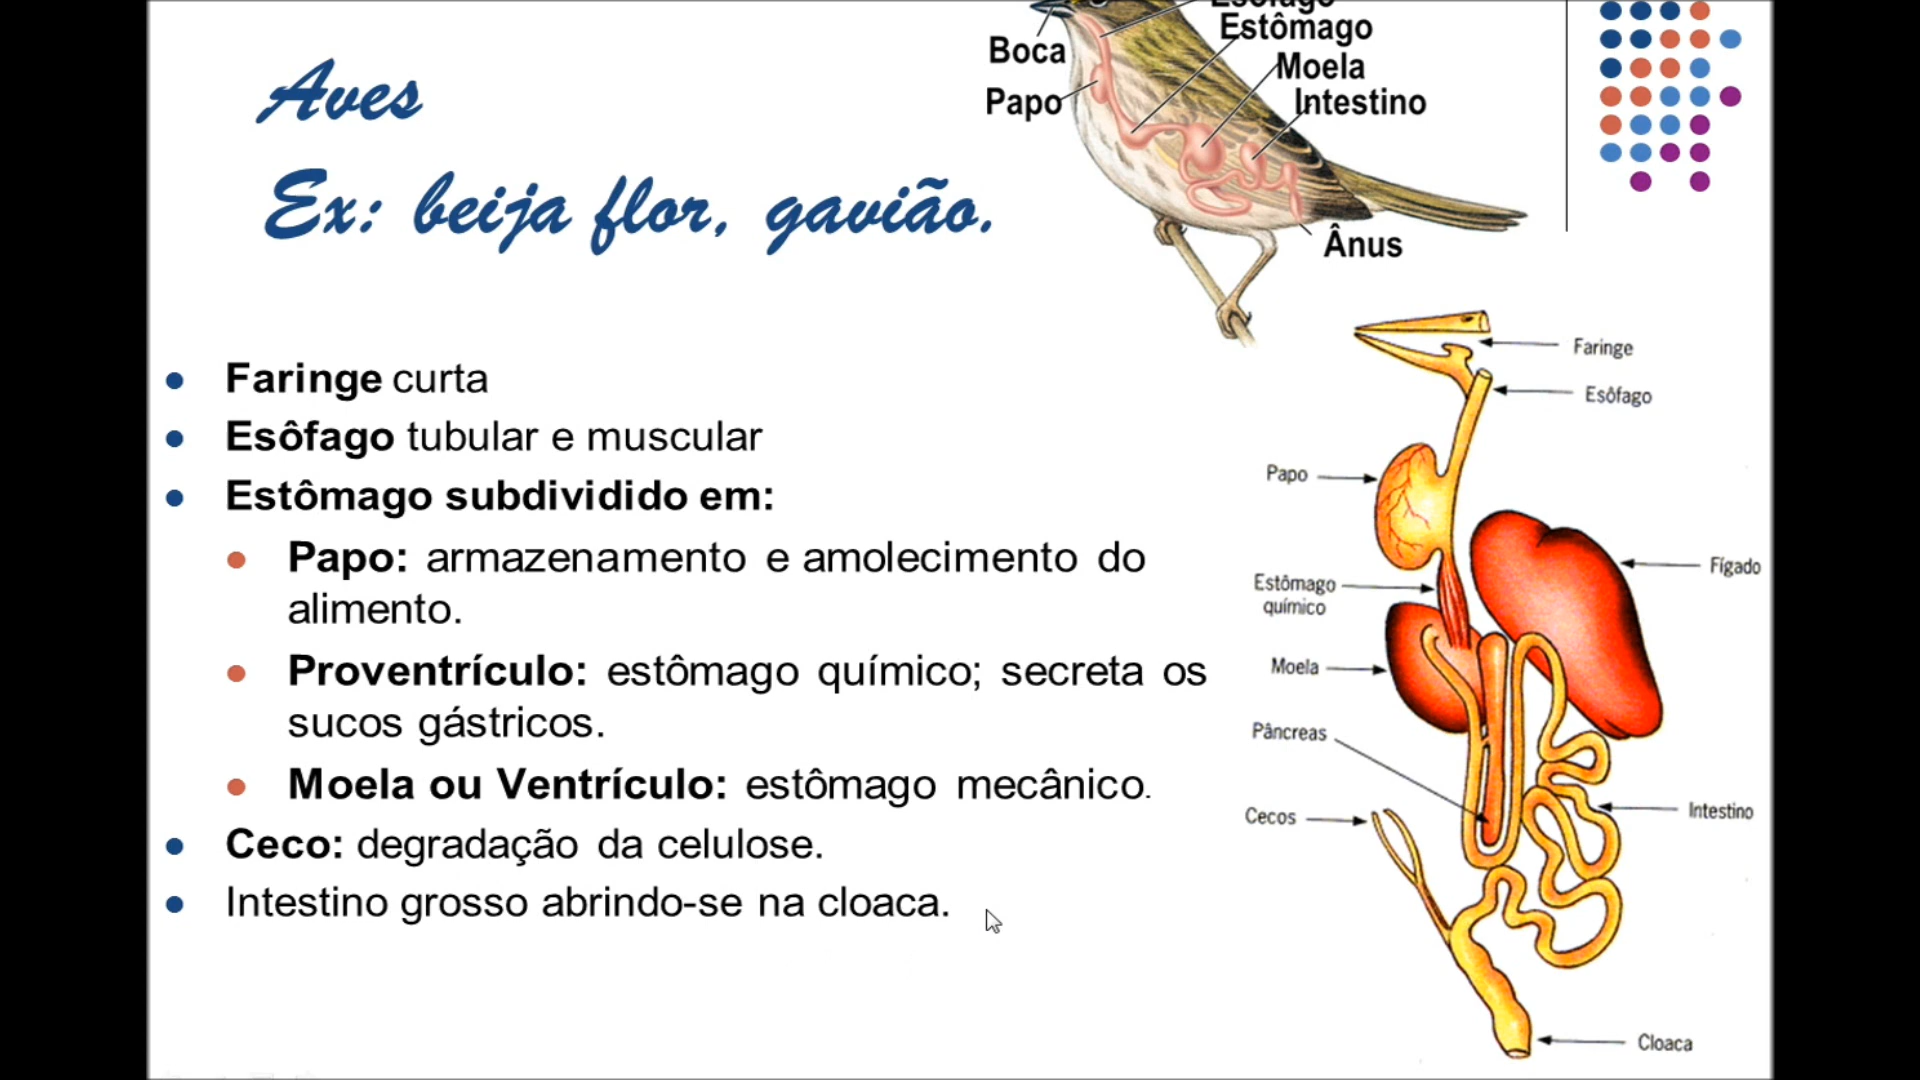 Aves
Ex: beija flor, gavião.
Esôfago
Estômago
Boca
Moela
Papo
Intestino
Ânus
Faringe curta
Esôfago tubular e muscular
Estômago subdividido em:
Papo: armazenamento e amolecimento do
alimento.
Proventrículo: estômago químico; secreta os
sucos gástricos.
Moela ou Ventrículo: estômago mecânico.
Ceco: degradação da celulose.
Intestino grosso abrindo-se na cloaca.
Faringe
Esôfago
Papo
Fígado
Estômago
químico
Moela
Pâncreas
Intestino
Cecos
Cloaca